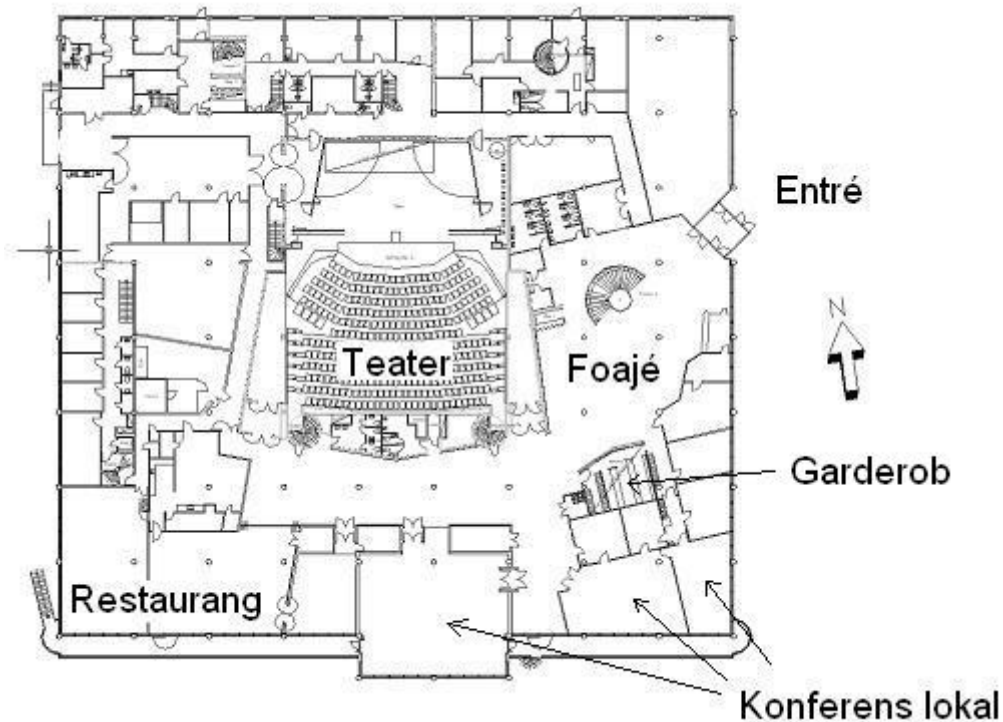 Entré
N
Teater
Foajé
Garderob
Restaurang
Konferens lokal